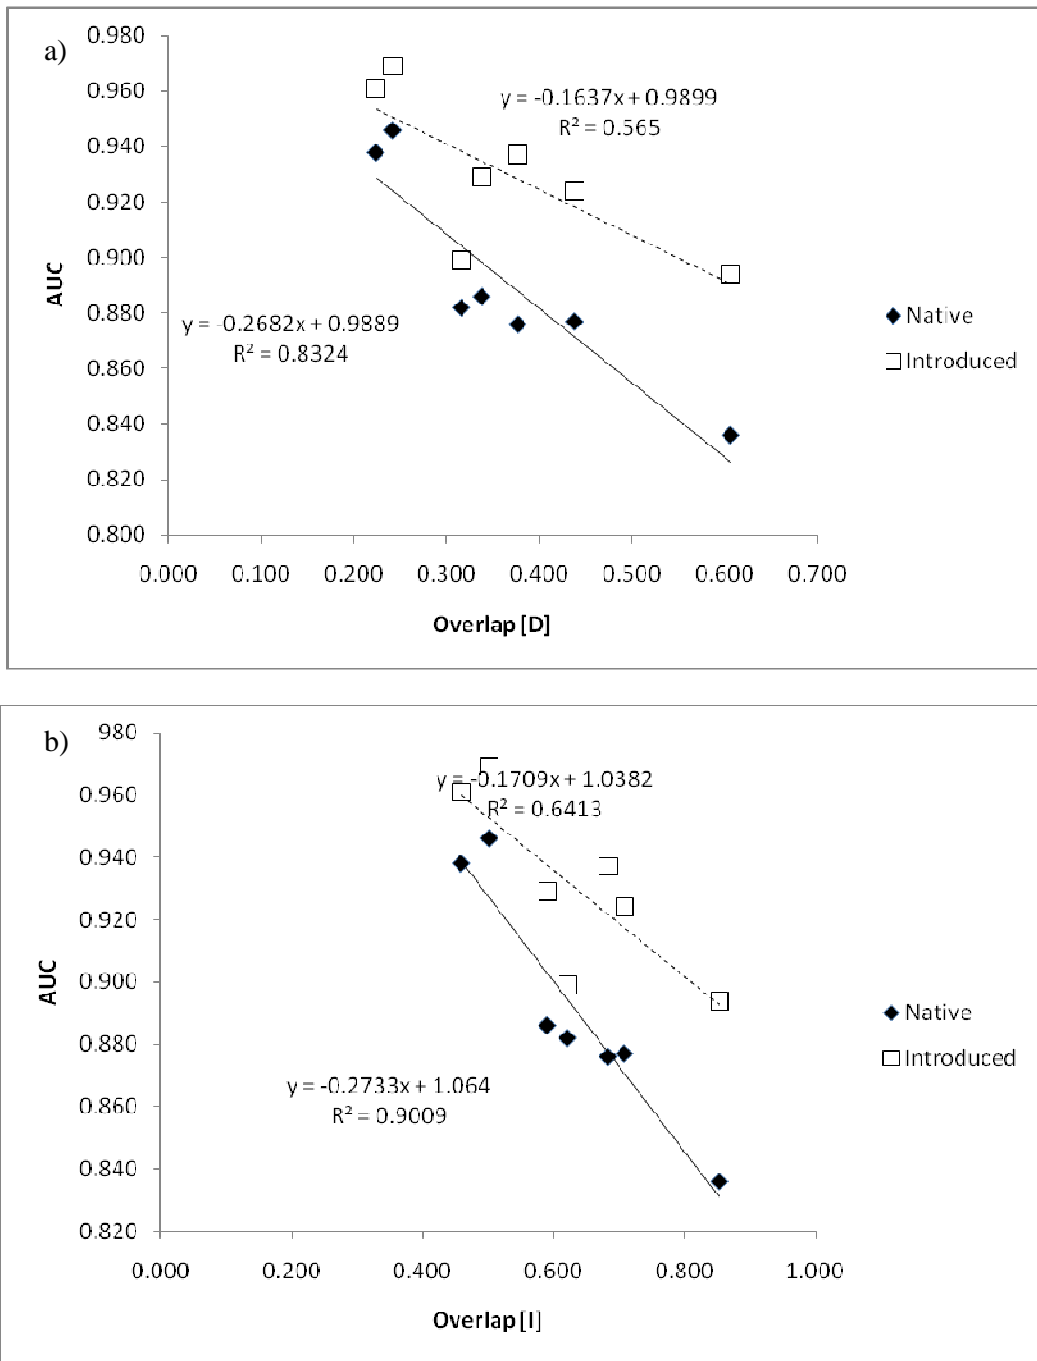 a)
0.980
0.960
0.940
0.920
0.900
0.880
0.860
0.840
0.820
0.800
AUC
y = -0.1637x + 0.9899
R² = 0.565
y = -0.2682x + 0.9889
R² = 0.8324
Native
Introduced
0.000 0.100 0.200 0.300 0.400 0.500 0.600 0.700
Overlap [D]
b)
980
0.960
0.940
0.920
0.900
0.880
0.860
0.840
0.820
AUC
y = -0.1709x + 1.0382
R² = 0.6413
y = -0.2733x + 1.064
R² = 0.9009
Native
Introduced
0.000 0.200 0.400 0.600 0.800 1.000
Overlap [I]